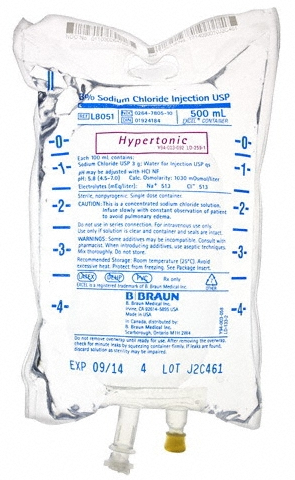 3% Sodium Chloride Injection USP
REF L8051 NDC 0264-7805-10 DIN 01924184 500 mL
EXCEL® CONTAINER
Hypertonic
Each 100 mL contains:
Sodium Chloride USP 3 g; Water for Injection USP qs
pH may be adjusted with HCl NF
pH: 5.8 (4.5-7.0) Calc. Osmolarity: 1030 mOsmol/liter
Electrolytes (mEq/liter): Na⁺ 513 Cl⁻ 513
Sterile, nonpyrogenic. Single dose container.
CAUTION: This is a concentrated sodium chloride solution.
Infuse slowly with constant observation of patient
to avoid pulmonary edema.
Do not use in series connection. For intravenous use only.
Use only if solution is clear and container and seals are intact.
WARNINGS: Some additives may be incompatible. Consult with
pharmacist. When introducing additives, use aseptic techniques.
Mix thoroughly. Do not store.
Recommended Storage: Room temperature (25°C). Avoid
excessive heat. Protect from freezing. See Package Insert.
Rx only
EXCEL is a registered trademark of B. Braun Medical Inc.
B|BRAUN
B. Braun Medical Inc.
Irvine, CA 92614-5895 USA
Made in USA
In Canada, distributed by:
B. Braun Medical Inc.
Scarborough, Ontario M1H 2W4
Do not remove overwrap until ready for use. After removing the overwrap,
check for minute leaks by squeezing container firmly. If leaks are found,
discard solution as sterility may be impaired.
EXP 09/14 4 LOT J2C461
-0-
-1-
-2-
-3-
-4-
-0-
-1-
-2-
-3-
-4-